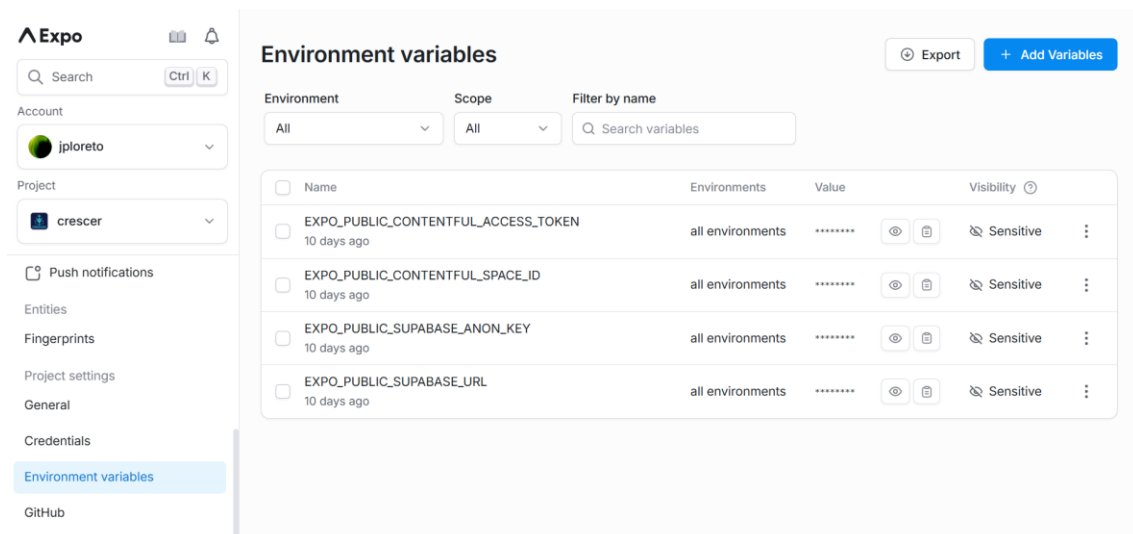 Expo
Search Ctrl K
Account
jploreto
Project
crescer
Push notifications
Entities
Fingerprints
Project settings
General
Credentials
Environment variables
GitHub
Environment variables
Export
+ Add Variables
Environment Scope Filter by name
All All Search variables
Name Environments Value Visibility ?
EXPO_PUBLIC_CONTENTFUL_ACCESS_TOKEN
10 days ago
all environments ******** Sensitive
EXPO_PUBLIC_CONTENTFUL_SPACE_ID
10 days ago
all environments ******** Sensitive
EXPO_PUBLIC_SUPABASE_ANON_KEY
10 days ago
all environments ******** Sensitive
EXPO_PUBLIC_SUPABASE_URL
10 days ago
all environments ******** Sensitive